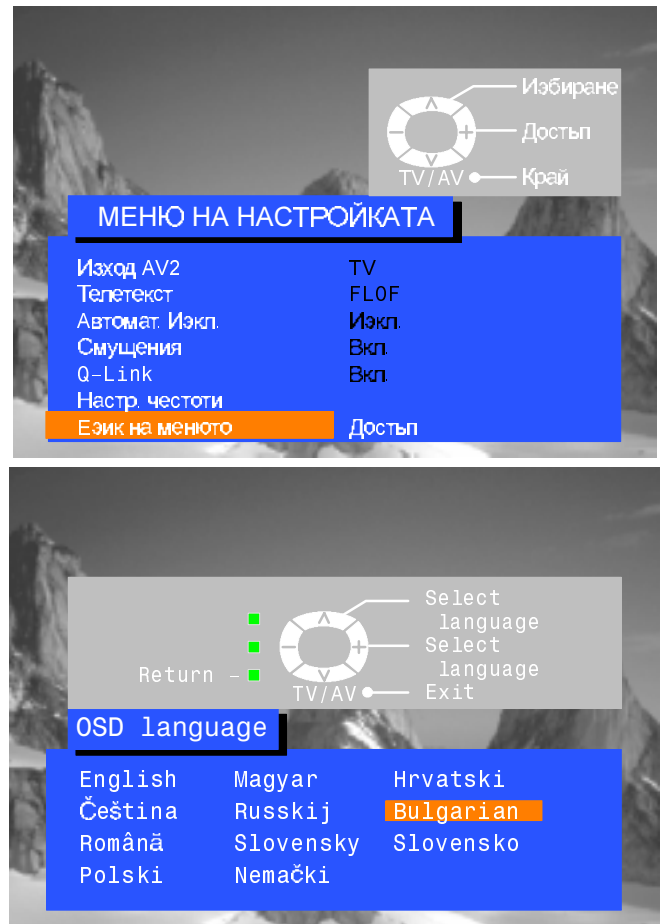 Избиране
Достъп
TV/AV Край
МЕНЮ НА НАСТРОЙКАТА
Изход AV2 TV
Телетекст FLOF
Автомат. Изкл. Изкл.
Смущения Вкл.
Q-Link Вкл.
Настр. честоти
Език на менюто Достъп
Select
language
Select
language
Return
TV/AV Exit
OSD language
English Magyar Hrvatski
Čeština Russkij Bulgarian
Română Slovensky Slovensko
Polski Nemački